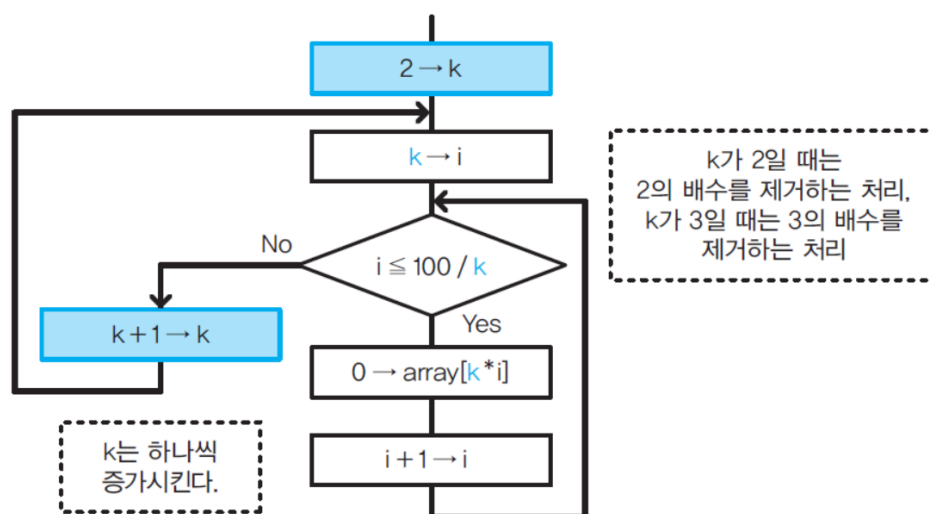 2 → k
k → i
k가 2일 때는
2의 배수를 제거하는 처리,
k가 3일 때는 3의 배수를
제거하는 처리
No
i ≦ 100 / k
Yes
k + 1 → k
0 → array[k*i]
i + 1 → i
k는 하나씩
증가시킨다.